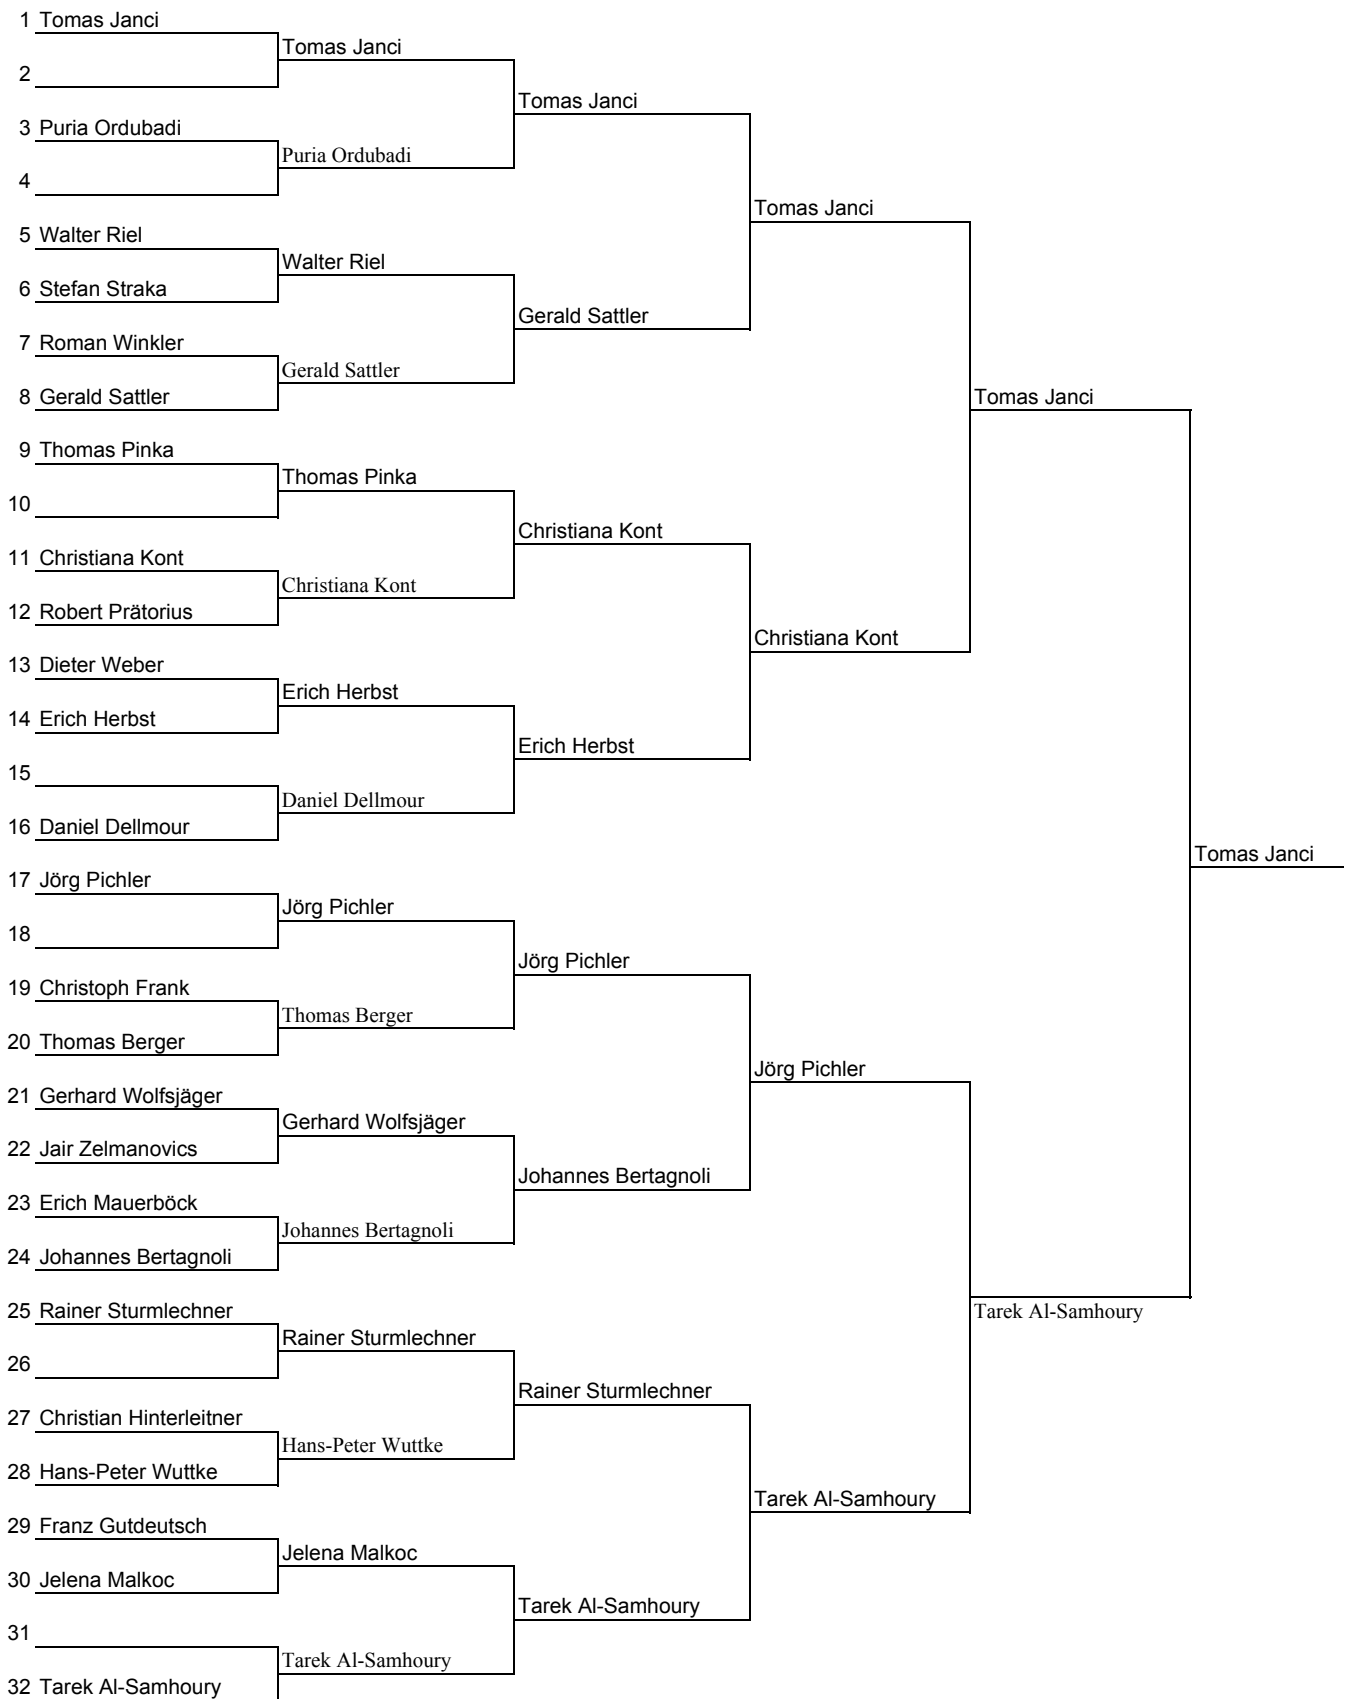 1 Tomas Janci
Tomas Janci
2
Tomas Janci
3 Puria Ordubadi
Puria Ordubadi
4
Tomas Janci
5 Walter Riel
Walter Riel
6 Stefan Straka
Gerald Sattler
7 Roman Winkler
Gerald Sattler
8 Gerald Sattler
Tomas Janci
9 Thomas Pinka
Thomas Pinka
10
Christiana Kont
11 Christiana Kont
Christiana Kont
12 Robert Prätorius
Christiana Kont
13 Dieter Weber
Erich Herbst
14 Erich Herbst
Erich Herbst
15
Daniel Dellmour
16 Daniel Dellmour
Tomas Janci
17 Jörg Pichler
Jörg Pichler
18
Jörg Pichler
19 Christoph Frank
Thomas Berger
20 Thomas Berger
Jörg Pichler
21 Gerhard Wolfsjäger
Gerhard Wolfsjäger
22 Jair Zelmanovics
Johannes Bertagnoli
23 Erich Mauerböck
Johannes Bertagnoli
24 Johannes Bertagnoli
25 Rainer Sturmlechner
Tarek Al-Samhoury
Rainer Sturmlechner
26
Rainer Sturmlechner
27 Christian Hinterleitner
Hans-Peter Wuttke
28 Hans-Peter Wuttke
Tarek Al-Samhoury
29 Franz Gutdeutsch
Jelena Malkoc
30 Jelena Malkoc
Tarek Al-Samhoury
31
Tarek Al-Samhoury
32 Tarek Al-Samhoury